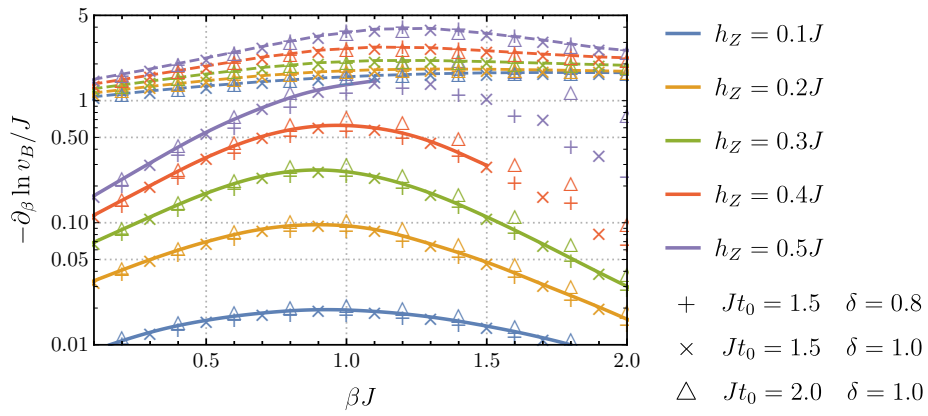 5
1
0.50
0.10
0.05
0.01
−∂β ln vB/J
0.5 1.0 1.5 2.0
βJ
hZ = 0.1J
hZ = 0.2J
hZ = 0.3J
hZ = 0.4J
hZ = 0.5J
+ Jt0 = 1.5 δ = 0.8
× Jt0 = 1.5 δ = 1.0
△ Jt0 = 2.0 δ = 1.0